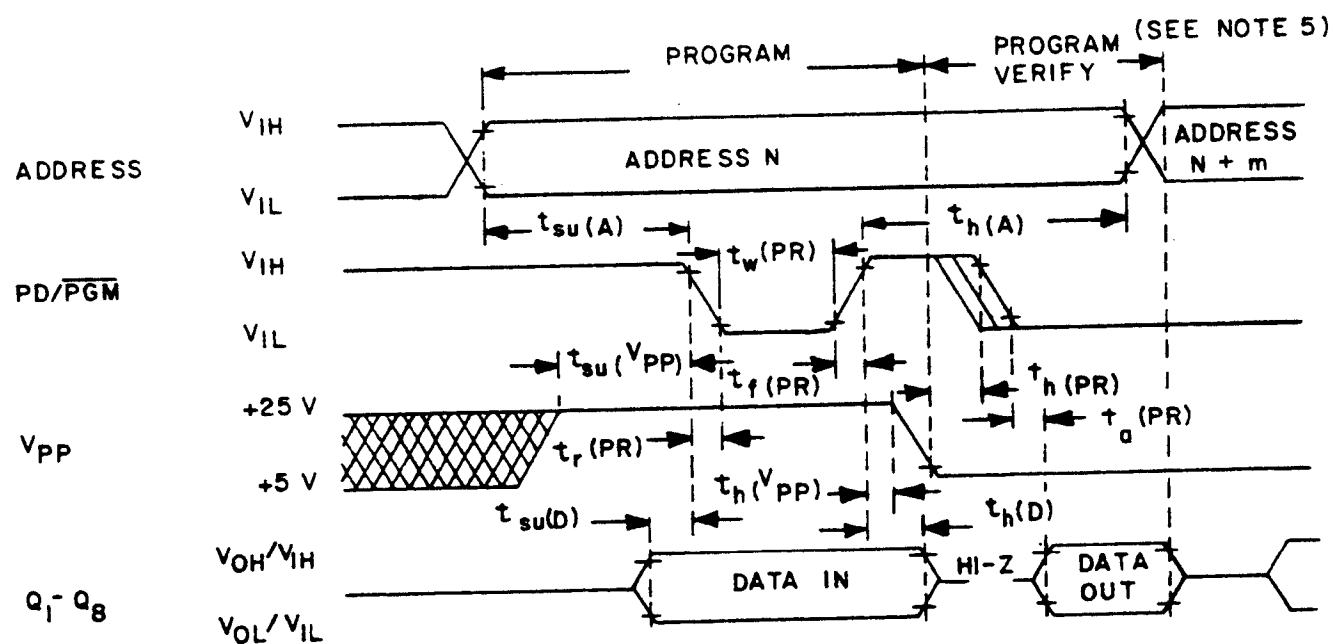 (SEE NOTE 5)
PROGRAM
PROGRAM
VERIFY
ADDRESS
VIH
VIL
ADDRESS N
ADDRESS
N + m
tsu(A)
th(A)
PD/PGM
VIH
VIL
tw(PR)
tsu(VPP)
tf(PR)
th(PR)
VPP
+25 V
+5 V
tr(PR)
ta(PR)
th(VPP)
tsu(D)
th(D)
Q1-Q8
VOH/VIH
VOL/VIL
DATA IN
HI-Z
DATA
OUT